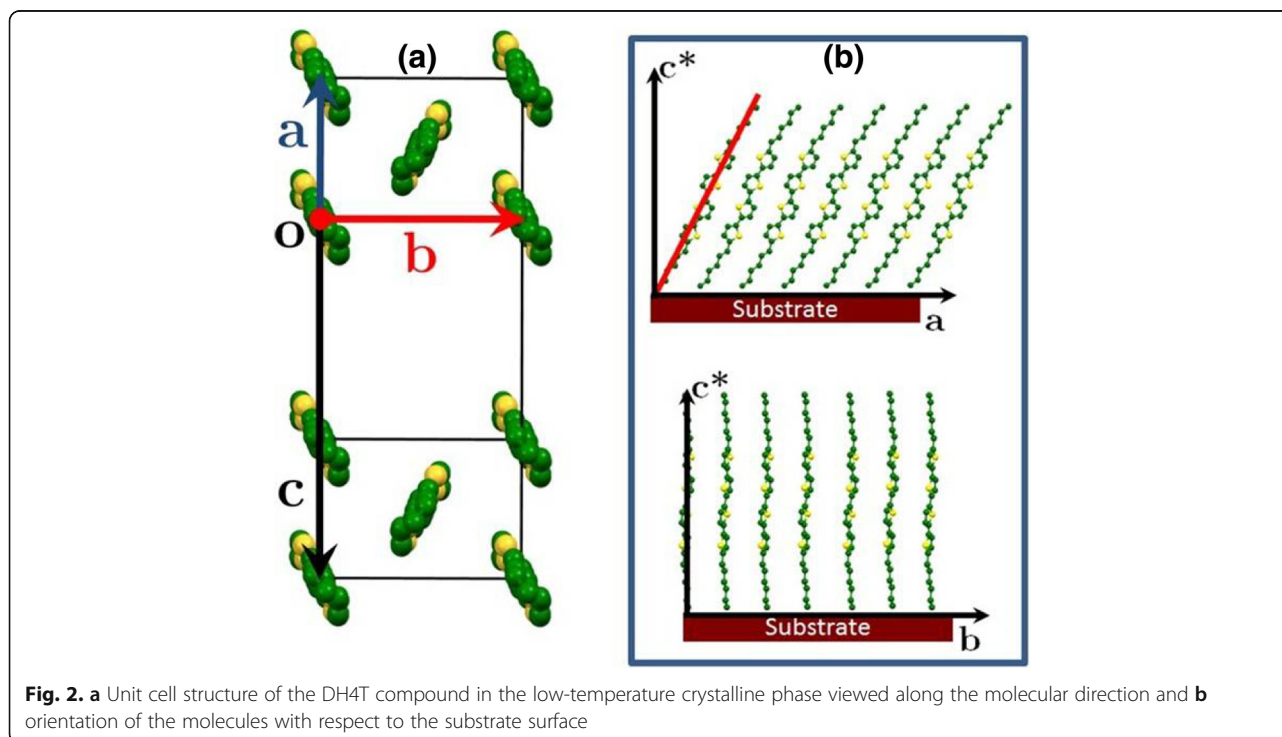 (a)
a
o
b
c
(b)
c*
Substrate
a
c*
Substrate
b
Fig. 2. a Unit cell structure of the DH4T compound in the low-temperature crystalline phase viewed along the molecular direction and b
orientation of the molecules with respect to the substrate surface